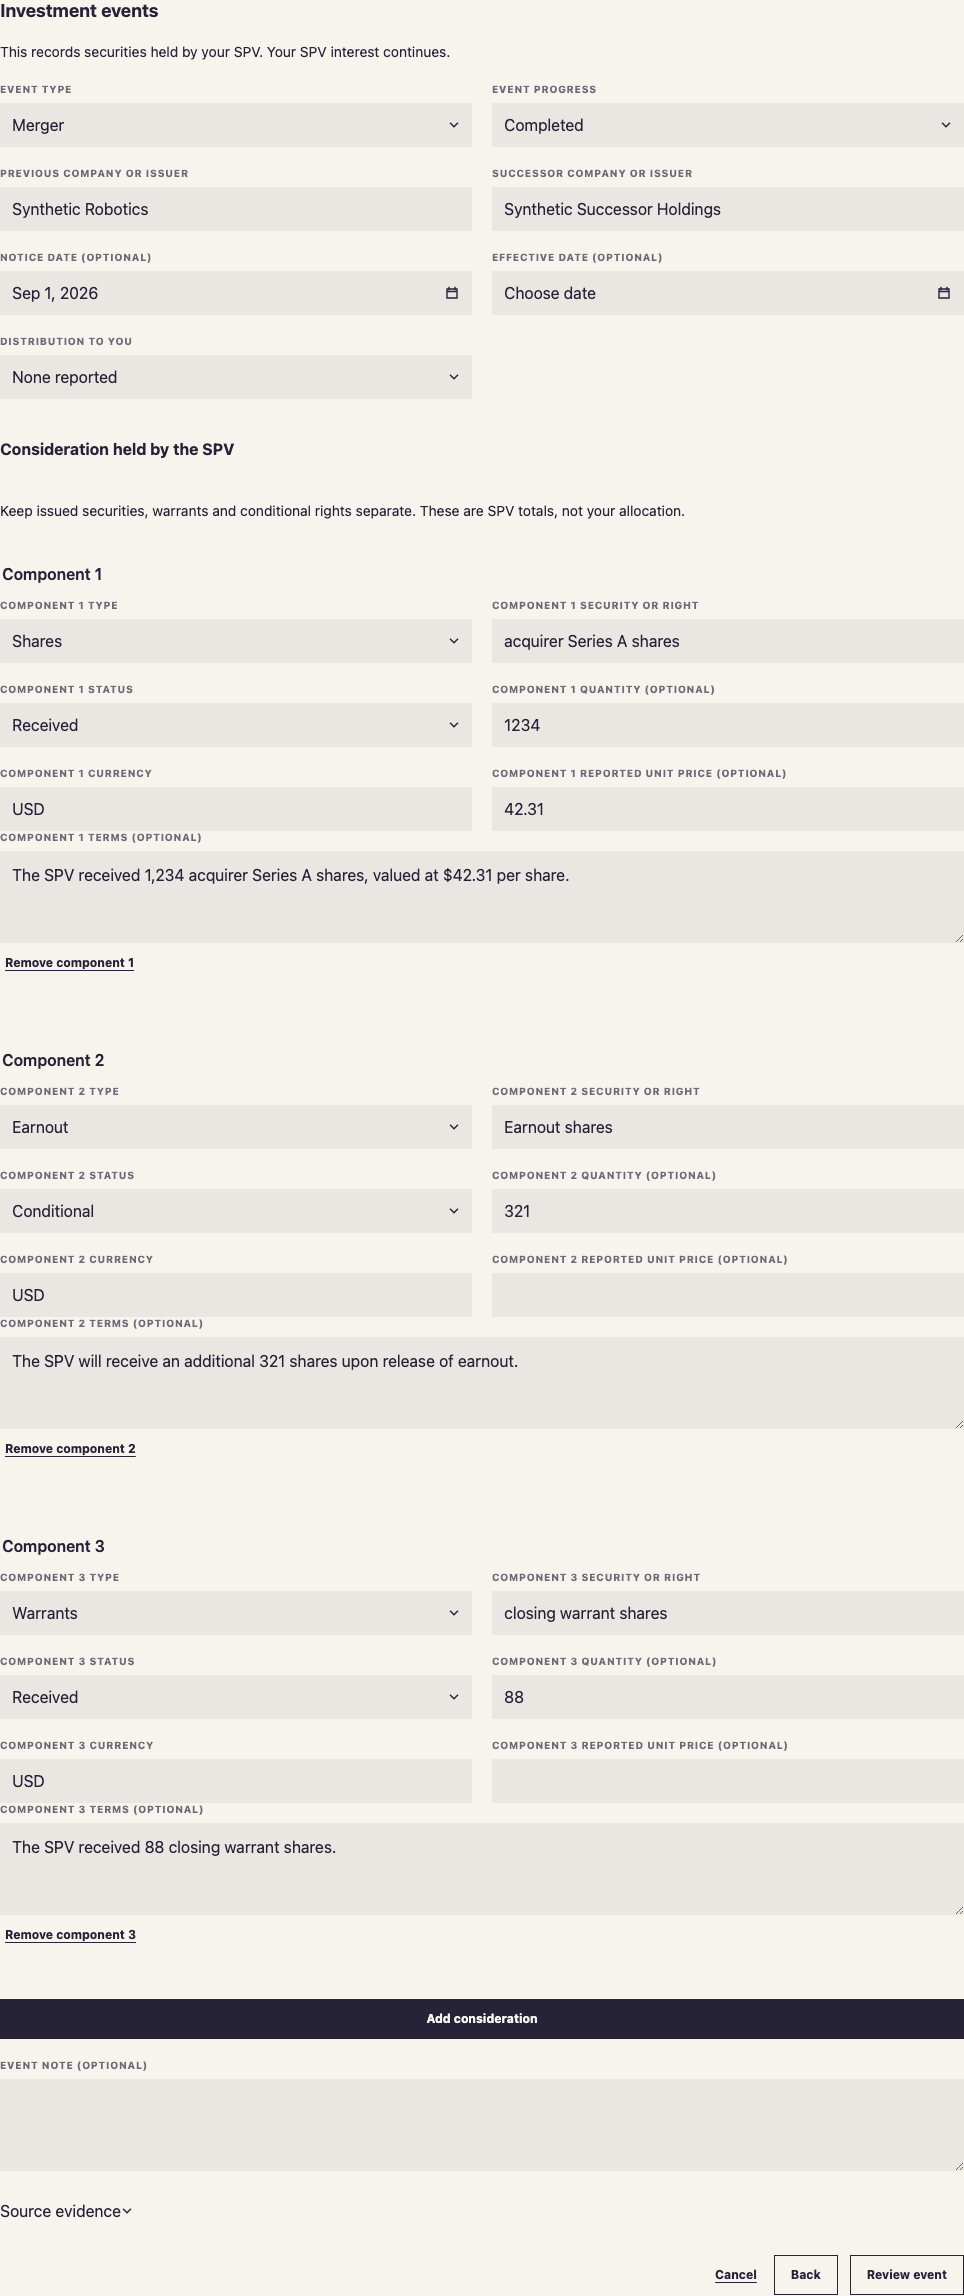 Investment events
This records securities held by your SPV. Your SPV interest continues.
EVENT TYPE
Merger
EVENT PROGRESS
Completed
PREVIOUS COMPANY OR ISSUER
Synthetic Robotics
SUCCESSOR COMPANY OR ISSUER
Synthetic Successor Holdings
NOTICE DATE (OPTIONAL)
Sep 1, 2026
EFFECTIVE DATE (OPTIONAL)
Choose date
DISTRIBUTION TO YOU
None reported
Consideration held by the SPV
Keep issued securities, warrants and conditional rights separate. These are SPV totals, not your allocation.
Component 1
COMPONENT 1 TYPE
Shares
COMPONENT 1 SECURITY OR RIGHT
acquirer Series A shares
COMPONENT 1 STATUS
Received
COMPONENT 1 QUANTITY (OPTIONAL)
1234
COMPONENT 1 CURRENCY
USD
COMPONENT 1 REPORTED UNIT PRICE (OPTIONAL)
42.31
COMPONENT 1 TERMS (OPTIONAL)
The SPV received 1,234 acquirer Series A shares, valued at $42.31 per share.
Remove component 1
Component 2
COMPONENT 2 TYPE
Earnout
COMPONENT 2 SECURITY OR RIGHT
Earnout shares
COMPONENT 2 STATUS
Conditional
COMPONENT 2 QUANTITY (OPTIONAL)
321
COMPONENT 2 CURRENCY
USD
COMPONENT 2 REPORTED UNIT PRICE (OPTIONAL)
COMPONENT 2 TERMS (OPTIONAL)
The SPV will receive an additional 321 shares upon release of earnout.
Remove component 2
Component 3
COMPONENT 3 TYPE
Warrants
COMPONENT 3 SECURITY OR RIGHT
closing warrant shares
COMPONENT 3 STATUS
Received
COMPONENT 3 QUANTITY (OPTIONAL)
88
COMPONENT 3 CURRENCY
USD
COMPONENT 3 REPORTED UNIT PRICE (OPTIONAL)
COMPONENT 3 TERMS (OPTIONAL)
The SPV received 88 closing warrant shares.
Remove component 3
Add consideration
EVENT NOTE (OPTIONAL)
Source evidence
Cancel
Back
Review event